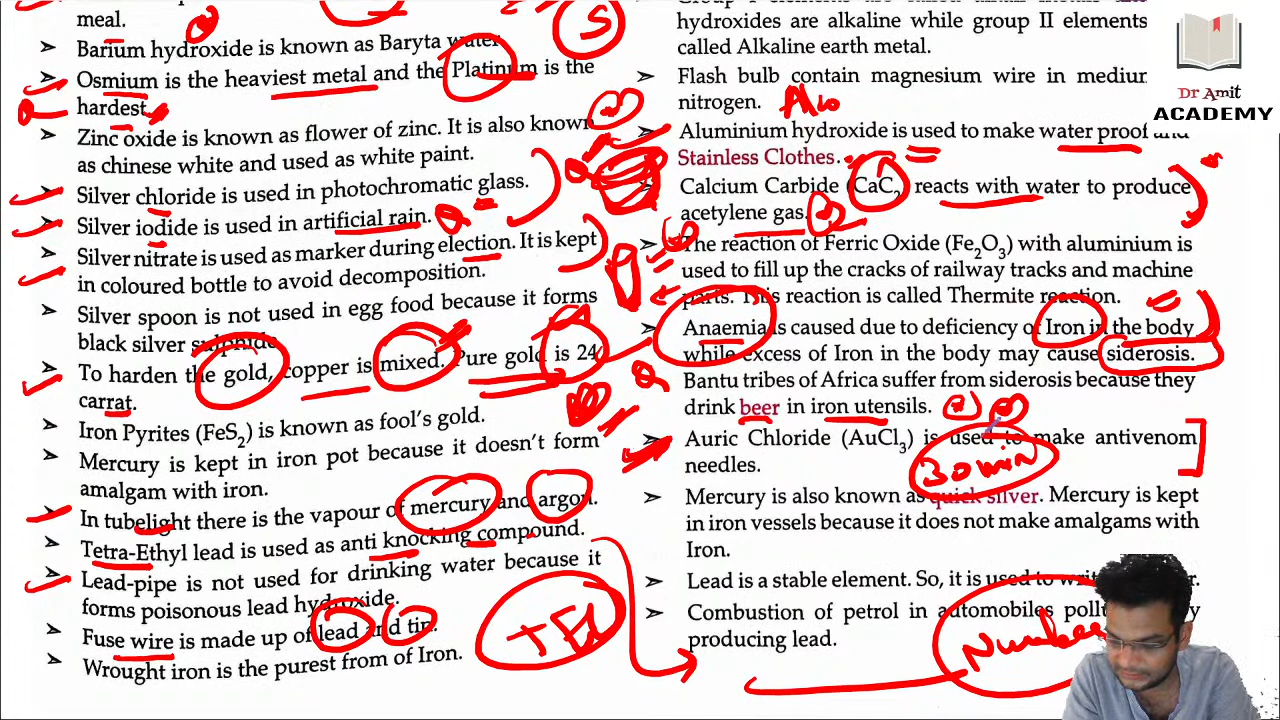 meal.
Barium hydroxide is known as Baryta water.
Osmium is the heaviest metal and the Platinum is the
hardest.
Zinc oxide is known as flower of zinc. It is also known
as chinese white and used as white paint.
Silver chloride is used in photochromatic glass.
Silver iodide is used in artificial rain.
Silver nitrate is used as marker during election. It is kept
in coloured bottle to avoid decomposition.
Silver spoon is not used in egg food because it forms
black silver sulphide.
To harden the gold, copper is mixed. Pure gold is 24
carrat.
Iron Pyrites (FeS2) is known as fool's gold.
Mercury is kept in iron pot because it doesn't form
amalgam with iron.
In tubelight there is the vapour of mercury and argon.
Tetra-Ethyl lead is used as anti knocking compound.
Lead-pipe is not used for drinking water because it
forms poisonous lead hydroxide.
Fuse wire is made up of lead and tin.
Wrought iron is the purest from of Iron.
S
hydroxides are alkaline while group II elements
called Alkaline earth metal.
Flash bulb contain magnesium wire in medium
nitrogen.
Aluminium hydroxide is used to make water proof and
Stainless Clothes.
Calcium Carbide (CaC2) reacts with water to produce
acetylene gas.
The reaction of Ferric Oxide (Fe2O3) with aluminium is
used to fill up the cracks of railway tracks and machine
parts. This reaction is called Thermite reaction.
Anaemia is caused due to deficiency of Iron in the body
while excess of Iron in the body may cause siderosis.
Bantu tribes of Africa suffer from siderosis because they
drink beer in iron utensils.
Auric Chloride (AuCl3) is used to make antivenom
needles.
30 min
Mercury is also known as quick silver. Mercury is kept
in iron vessels because it does not make amalgams with
Iron.
Lead is a stable element. So, it is used to
Combustion of petrol in automobiles
producing lead.
Number
Dr Amit
ACADEMY